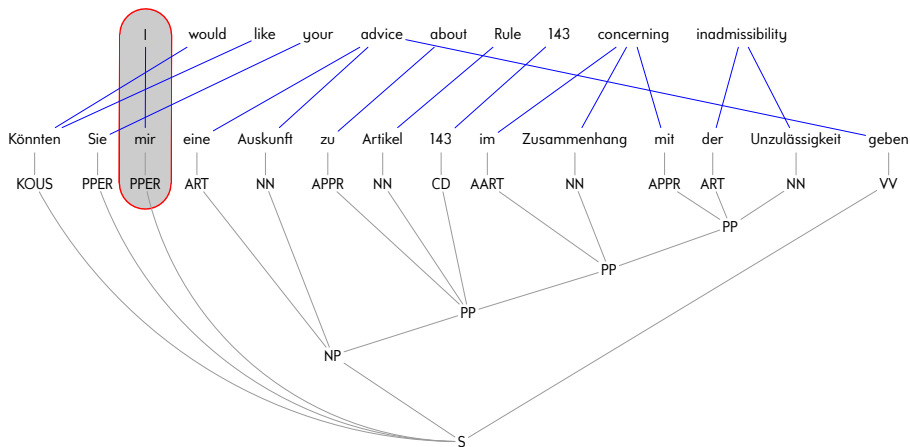 I would like your advice about Rule 143 concerning inadmissibility
Könnten Sie mir eine Auskunft zu Artikel 143 im Zusammenhang mit der Unzulässigkeit geben
KOUS PPER PPER ART NN APPR NN CD AART NN APPR ART NN VV
PP
PP
PP
NP
S